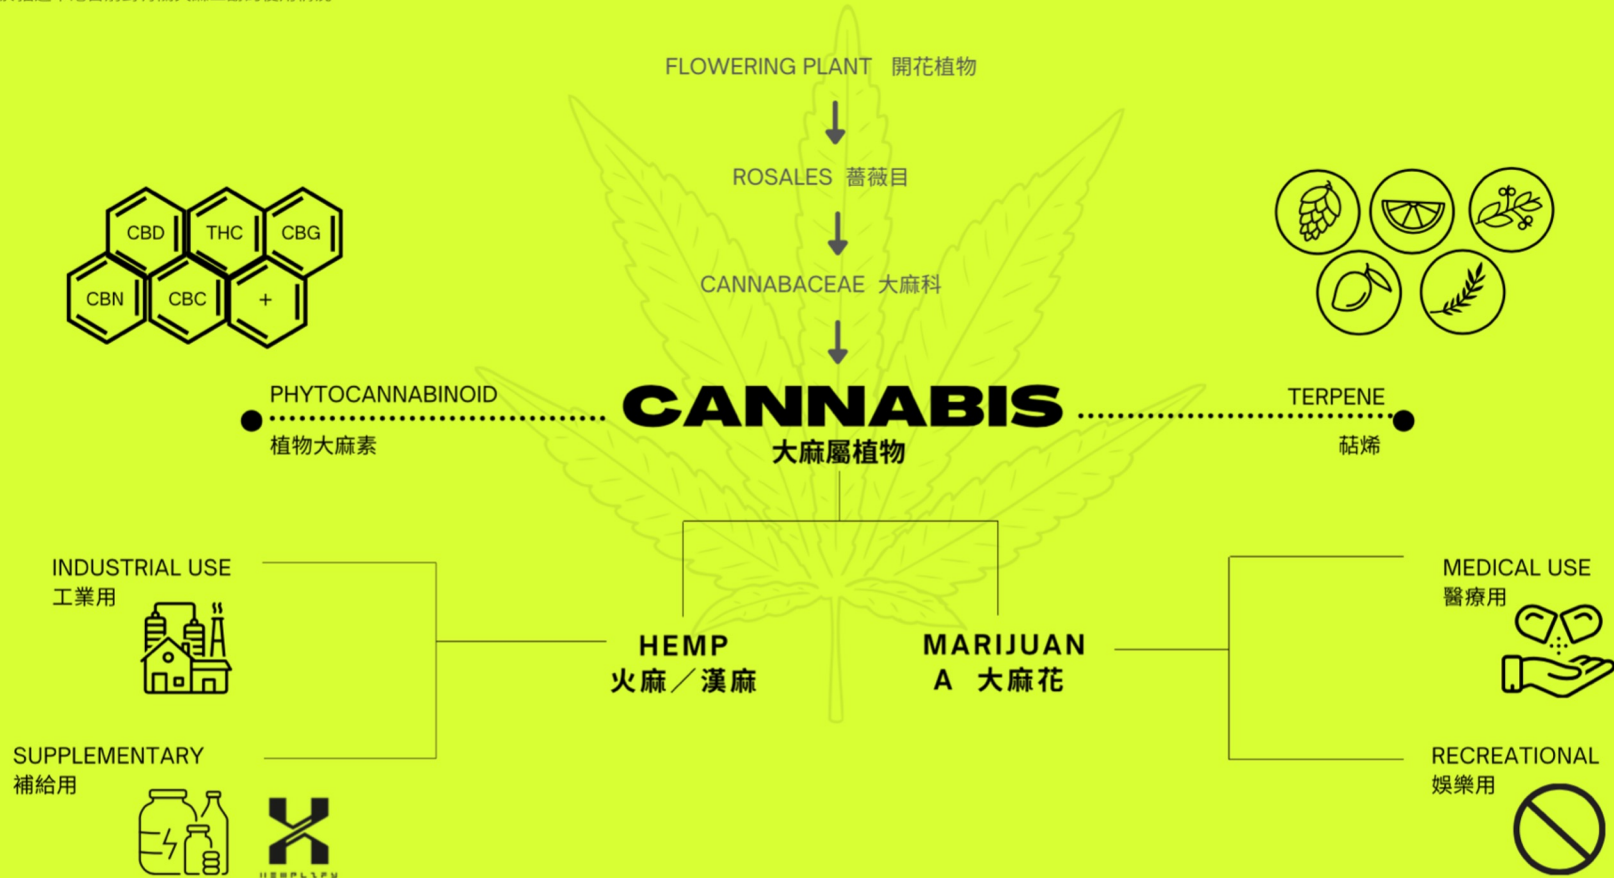 FLOWERING PLANT 開花植物
ROSALES 薔薇目
CBD THC CBG
CBN CBC +
CANNABACEAE 大麻科
PHYTOCANNABINOID
植物大麻素
CANNABIS
大麻屬植物
TERPENE
萜烯
INDUSTRIAL USE
工業用
HEMP
火麻／漢麻
MARIJUAN
A 大麻花
MEDICAL USE
醫療用
SUPPLEMENTARY
補給用
RECREATIONAL
娛樂用